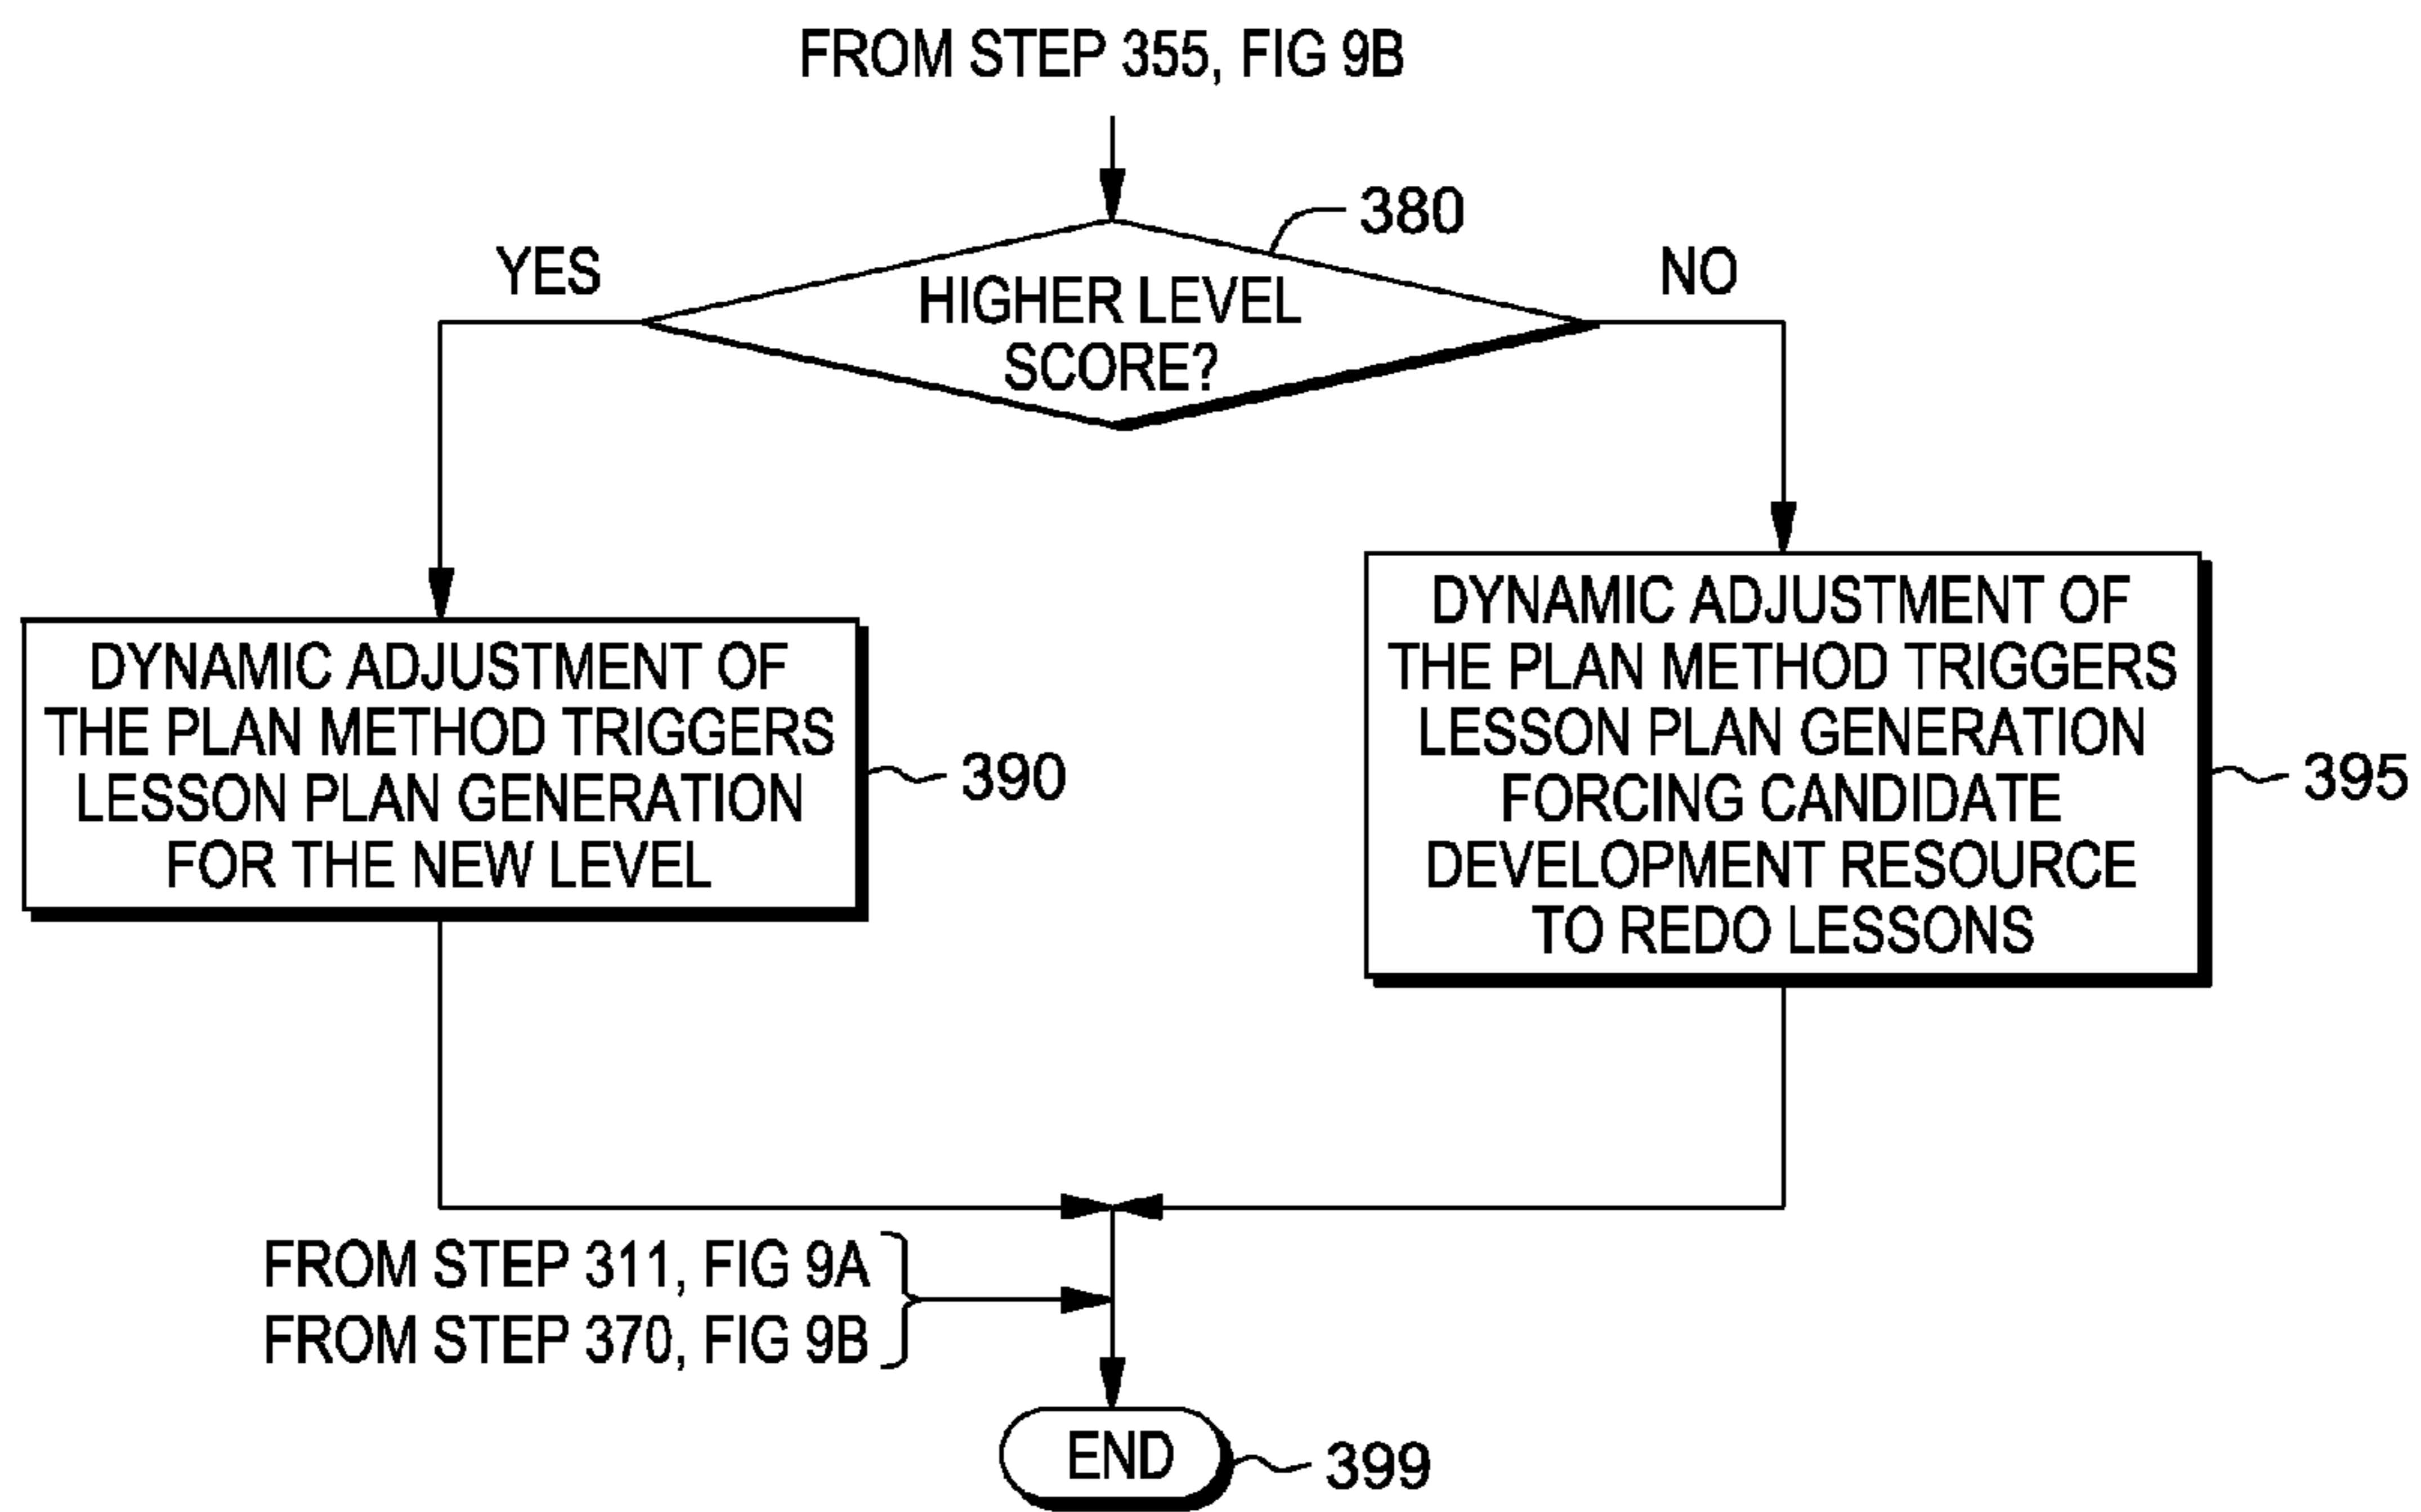 FROM STEP 355, FIG 9B
380
YES
NO
HIGHER LEVEL
SCORE?
DYNAMIC ADJUSTMENT OF
THE PLAN METHOD TRIGGERS
LESSON PLAN GENERATION
FOR THE NEW LEVEL
390
DYNAMIC ADJUSTMENT OF
THE PLAN METHOD TRIGGERS
LESSON PLAN GENERATION
FORCING CANDIDATE
DEVELOPMENT RESOURCE
TO REDO LESSONS
395
FROM STEP 311, FIG 9A
FROM STEP 370, FIG 9B
END
399